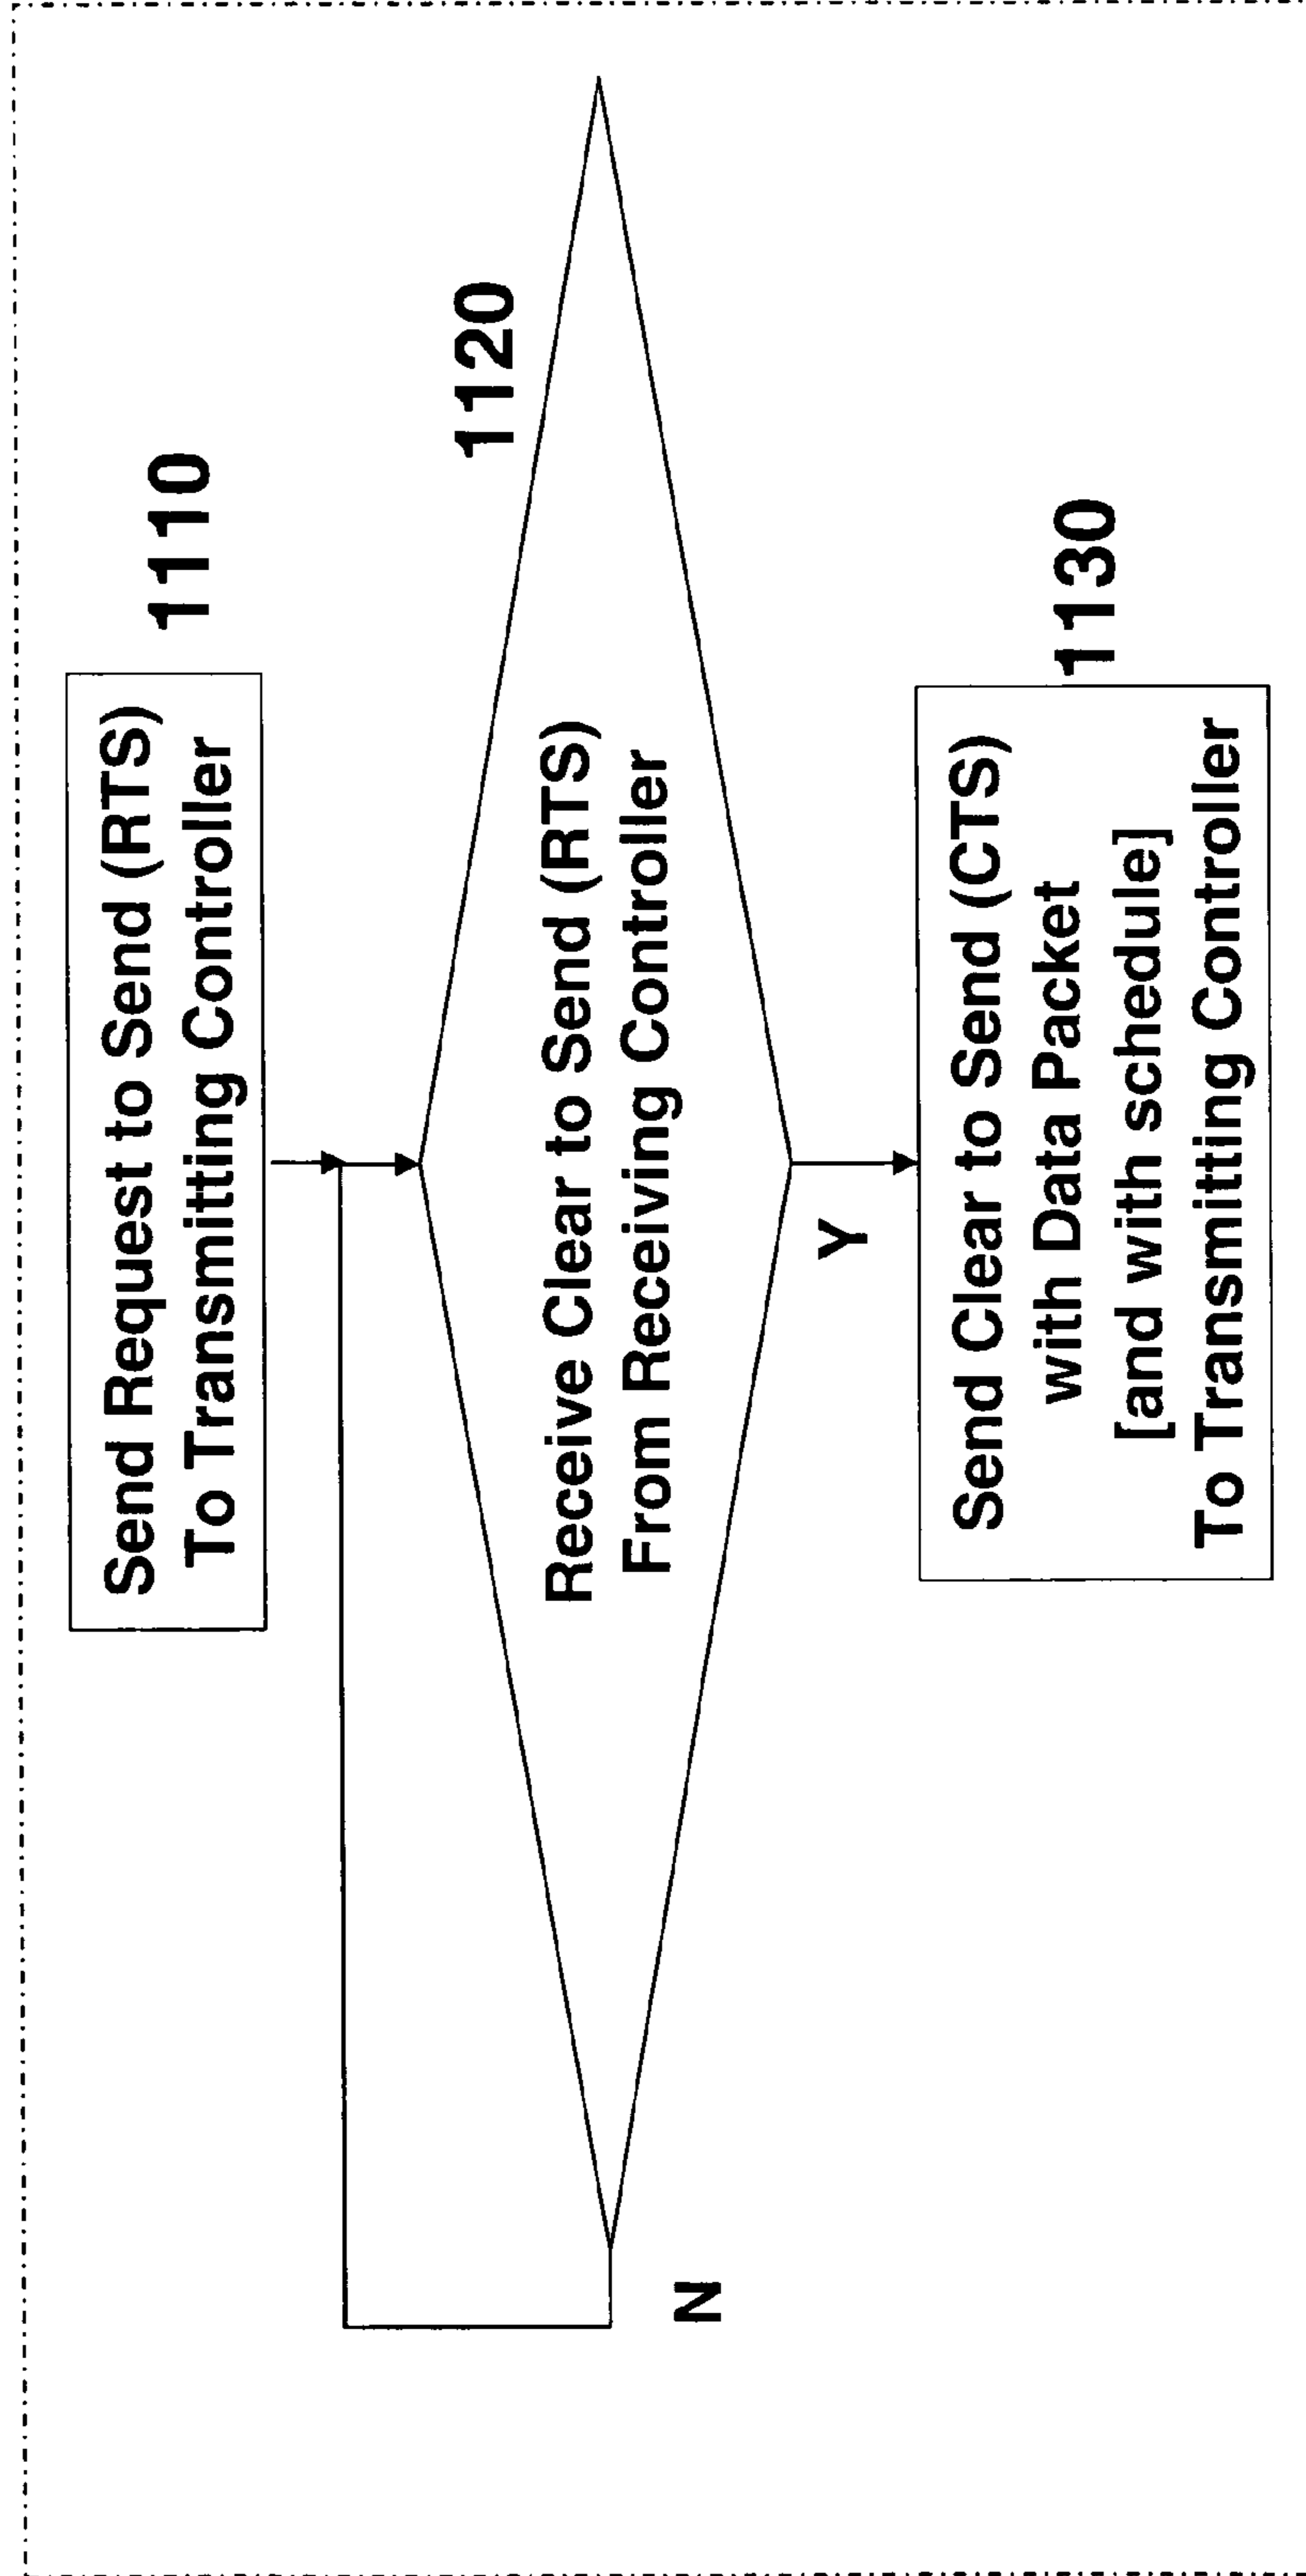 Send Request to Send (RTS)
To Transmitting Controller
1110
1120
Receive Clear to Send (RTS)
From Receiving Controller
N
Y
Send Clear to Send (CTS)
with Data Packet
[and with schedule]
To Transmitting Controller
1130